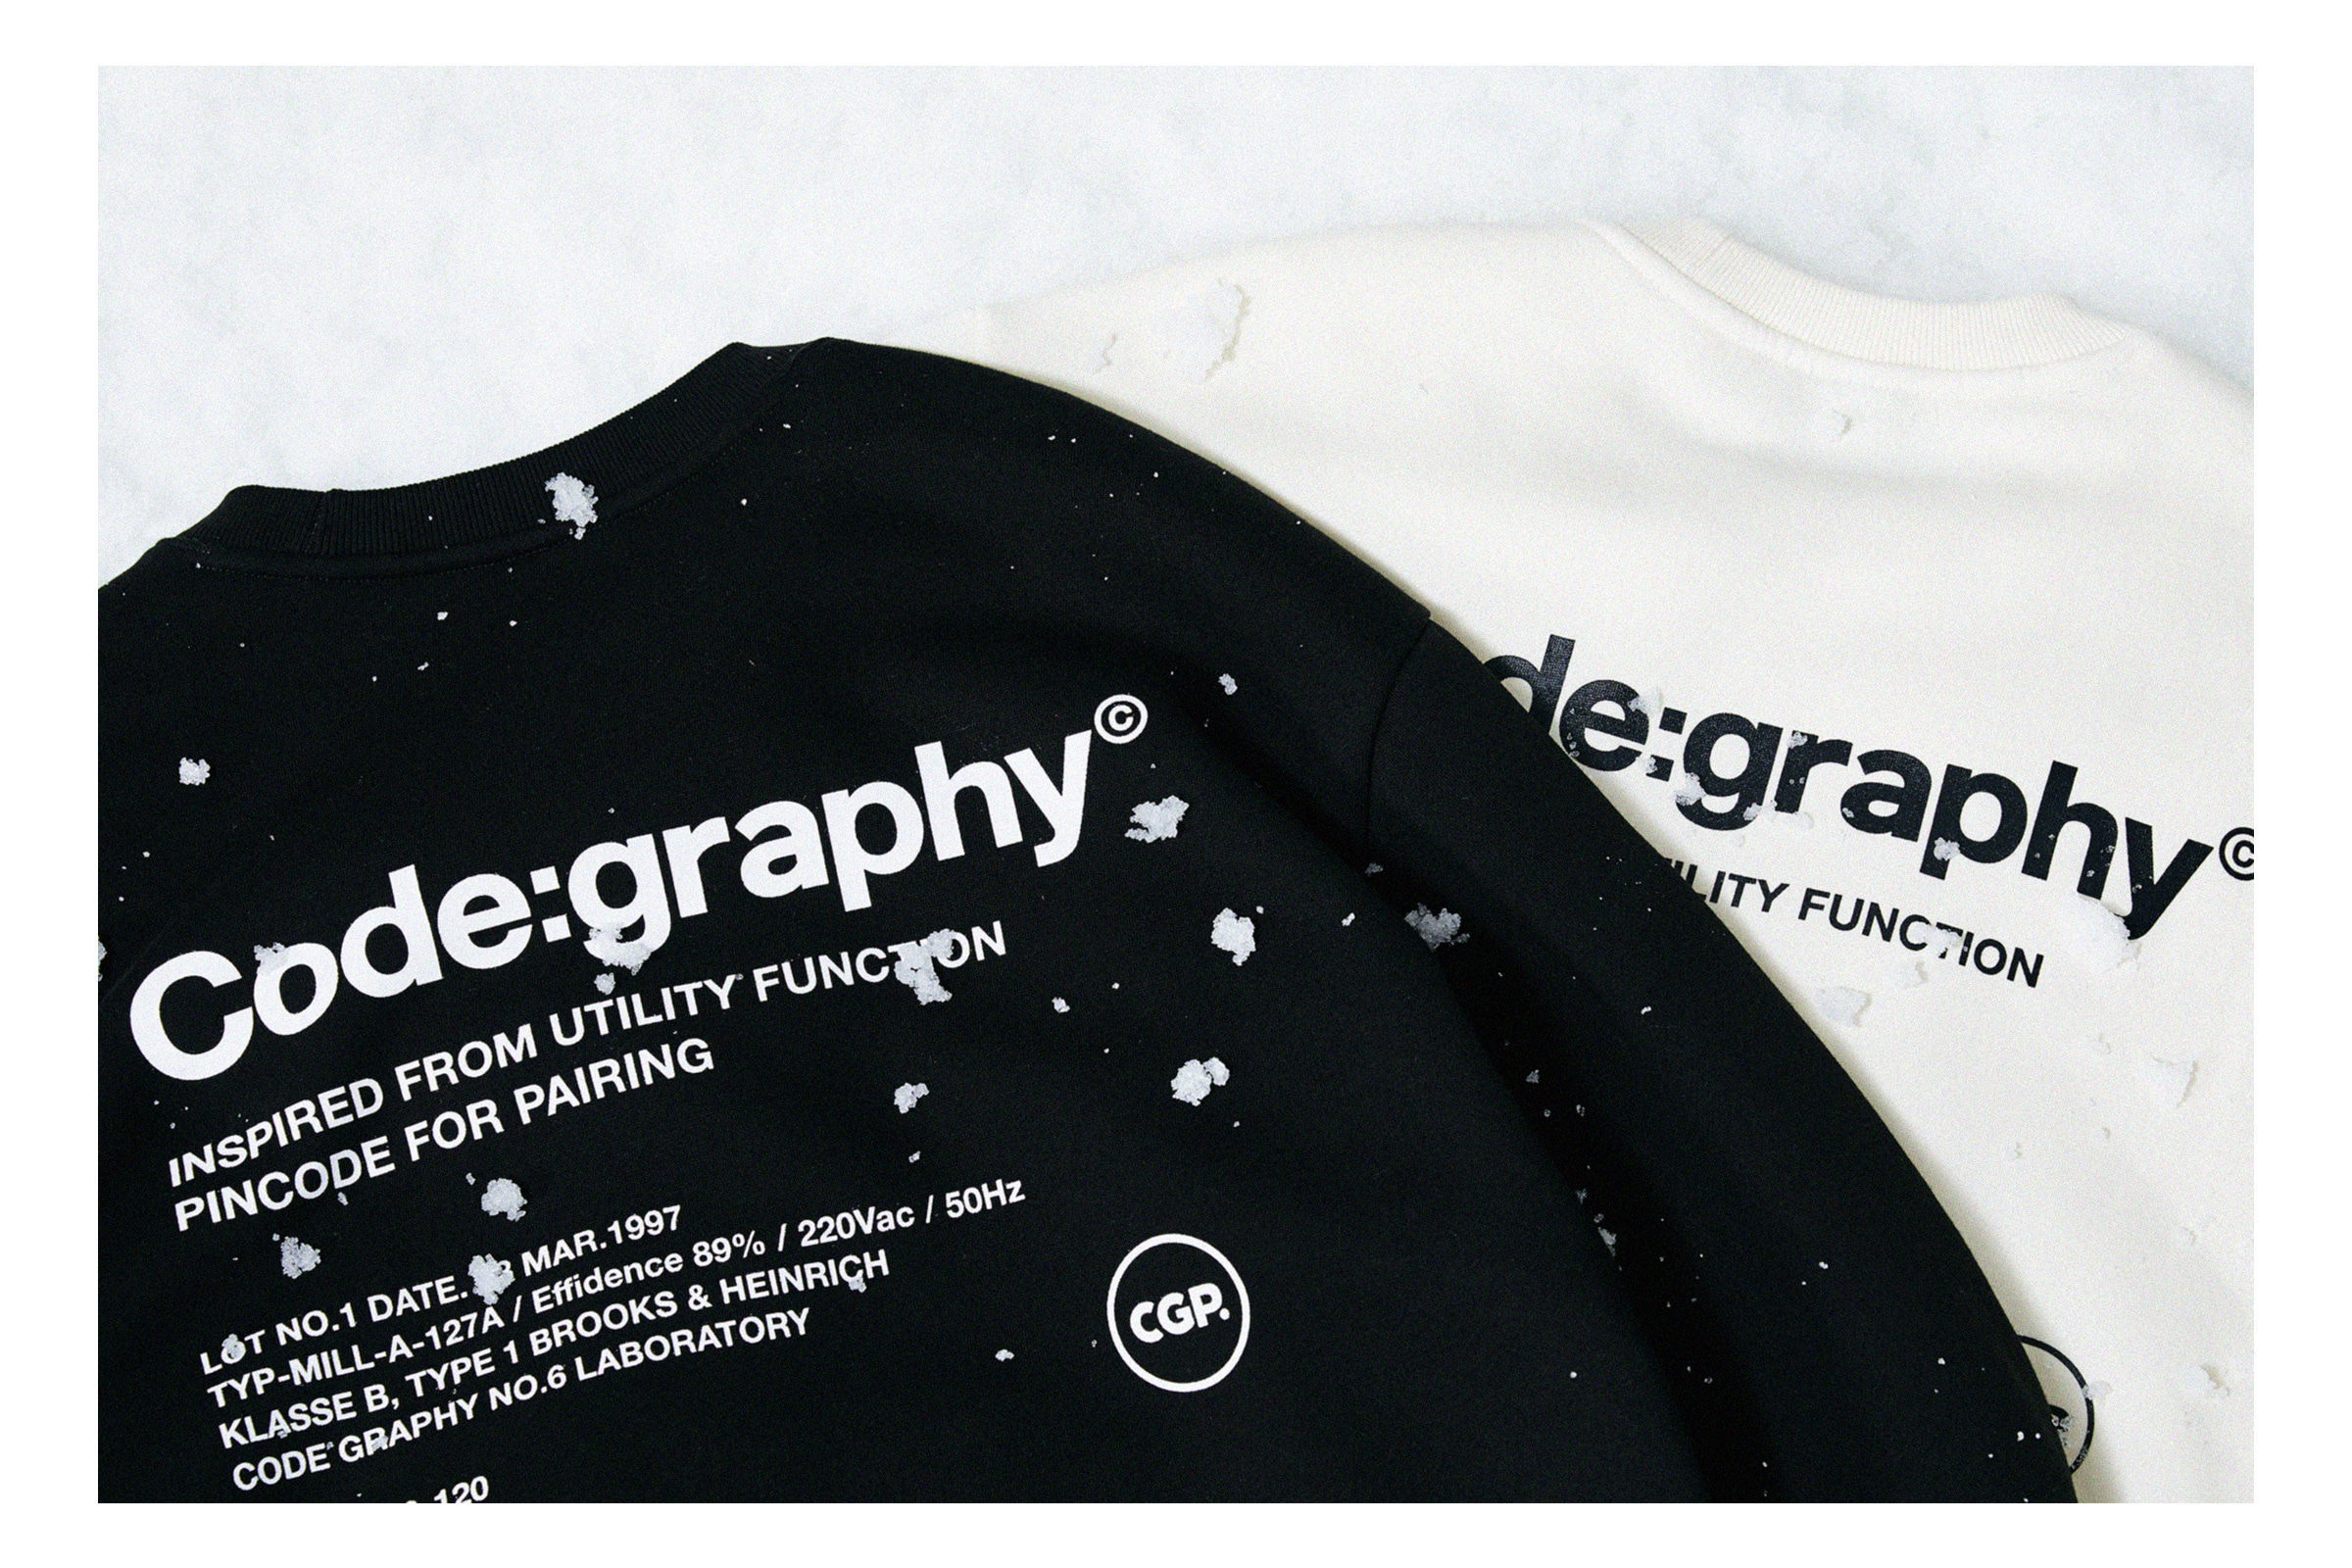 Code:graphy©
INSPIRED FROM UTILITY FUNCTION
PINCODE FOR PAIRING
LOT NO.1 DATE. MAR.1997
TYP-MILL-A-127A / Effidence 89% / 220Vac / 50Hz
KLASSE B, TYPE 1 BROOKS & HEINRICH
CODE GRAPHY NO.6 LABORATORY
120
CGP.
de:graphy©
ILITY FUNCTION